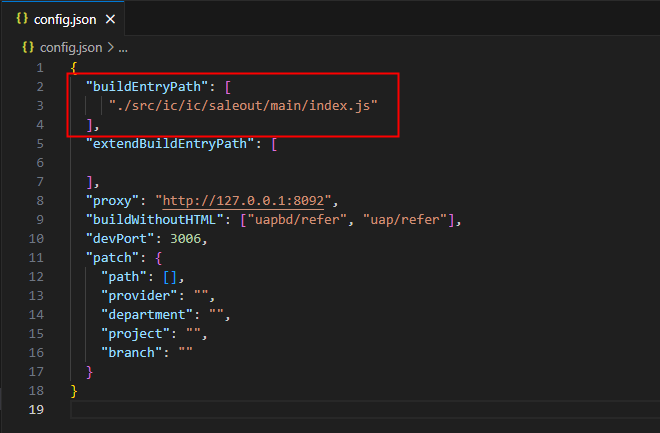 {} config.json ×
{} config.json > ...
1 {
2 "buildEntryPath": [
3 "./src/ic/ic/saleout/main/index.js"
4 ],
5 "extendBuildEntryPath": [
6
7 ],
8 "proxy": "http://127.0.0.1:8092",
9 "buildWithoutHTML": ["uapbd/refer", "uap/refer"],
10 "devPort": 3006,
11 "patch": {
12 "path": [],
13 "provider": "",
14 "department": "",
15 "project": "",
16 "branch": ""
17 }
18 }
19